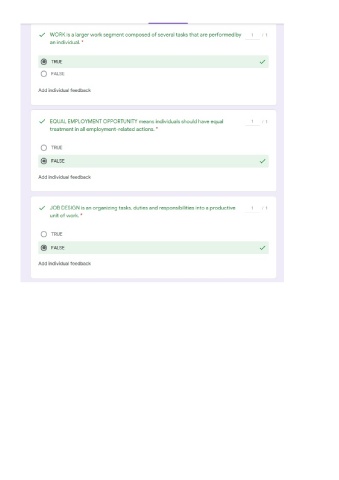 WORK is a larger work segment composed of several tasks that are performed by 1 / 1
an individual. *
TRUE
FALSE
Add individual feedback
EQUAL EMPLOYMENT OPPORTUNITY means individuals should have equal 1 / 1
treatment in all employment-related actions. *
TRUE
FALSE
Add individual feedback
JOB DESIGN is an organizing tasks, duties and responsibilities into a productive 1 / 1
unit of work. *
TRUE
FALSE
Add individual feedback